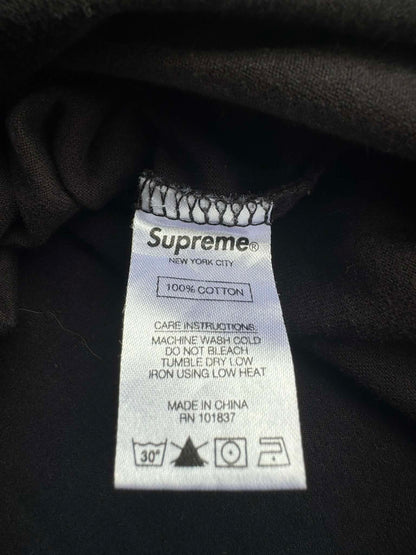 Supreme®
NEW YORK CITY
100% COTTON
CARE INSTRUCTIONS:
MACHINE WASH COLD
DO NOT BLEACH
TUMBLE DRY LOW
IRON USING LOW HEAT
MADE IN CHINA
RN 101837
30°